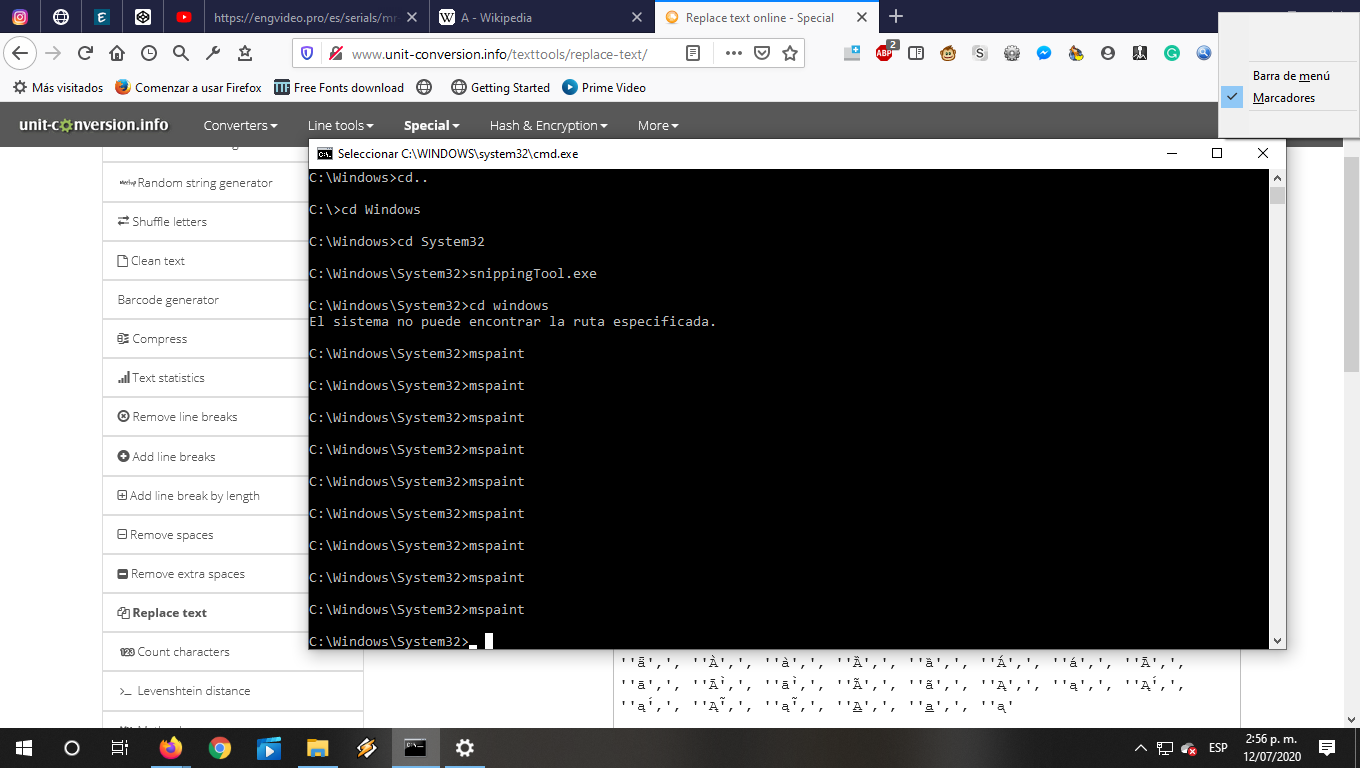 https://engvideo.pro/es/serials/mr
A - Wikipedia
Replace text online - Special
www.unit-conversion.info/texttools/replace-text/
ABP 2
Más visitados
Comenzar a usar Firefox
Free Fonts download
Getting Started
Prime Video
Barra de menú
Marcadores
unit-conversion.info
Converters
Line tools
Special
Hash & Encryption
More
Random string generator
Shuffle letters
Clean text
Barcode generator
Compress
Text statistics
Remove line breaks
Add line breaks
Add line break by length
Remove spaces
Remove extra spaces
Replace text
Count characters
Levenshtein distance
Seleccionar C:\WINDOWS\system32\cmd.exe
C:\Windows>cd..
C:\>cd Windows
C:\Windows>cd System32
C:\Windows\System32>snippingTool.exe
C:\Windows\System32>cd windows
El sistema no puede encontrar la ruta especificada.
C:\Windows\System32>mspaint
C:\Windows\System32>mspaint
C:\Windows\System32>mspaint
C:\Windows\System32>mspaint
C:\Windows\System32>mspaint
C:\Windows\System32>mspaint
C:\Windows\System32>mspaint
C:\Windows\System32>mspaint
C:\Windows\System32>mspaint
C:\Windows\System32>
ESP
2:56 p. m.
12/07/2020